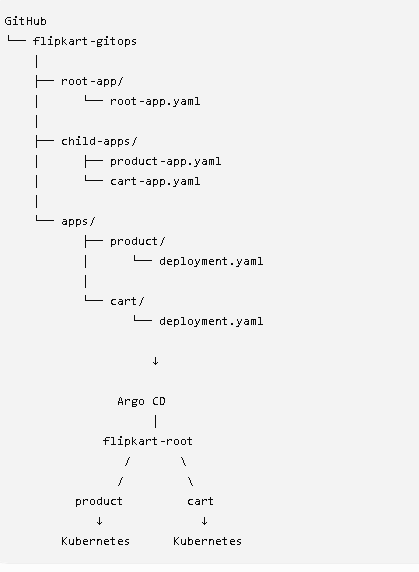 GitHub
└── flipkart-gitops
    |
    ├── root-app/
    |      └── root-app.yaml
    |
    ├── child-apps/
    |      ├── product-app.yaml
    |      └── cart-app.yaml
    |
    └── apps/
           ├── product/
           |      └── deployment.yaml
           |
           └── cart/
                  └── deployment.yaml

                     ↓

                Argo CD
                     |
              flipkart-root
                 /       \
                /         \
          product         cart
             ↓              ↓
        Kubernetes      Kubernetes